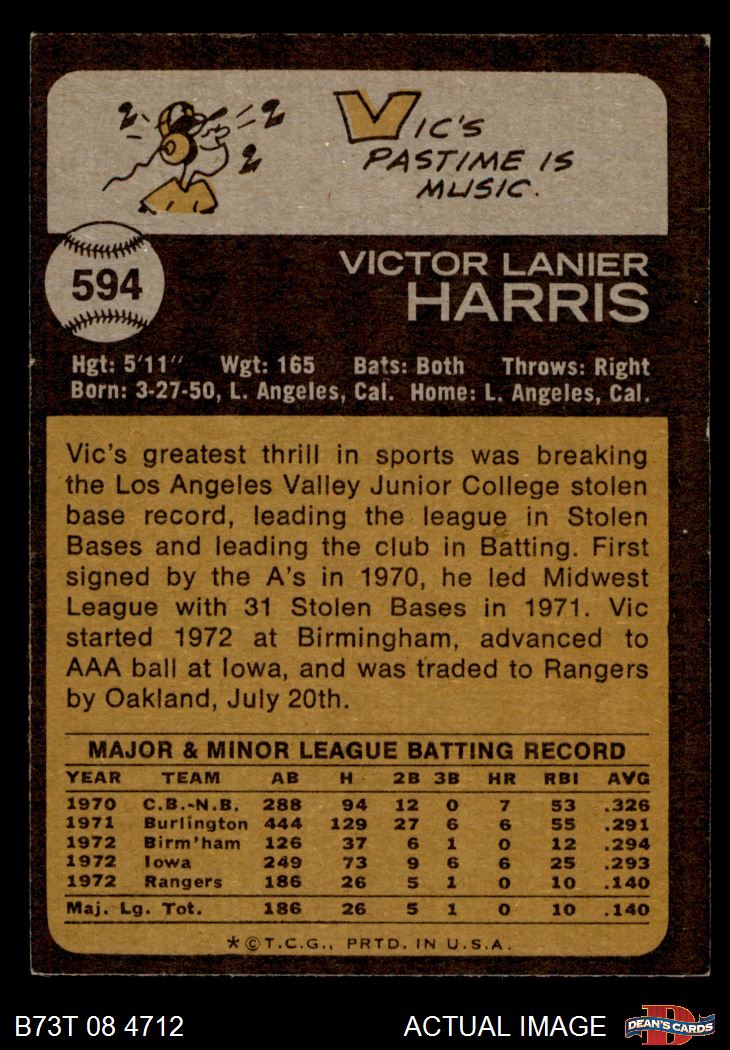 VIC'S
PASTIME IS
MUSIC.
594
VICTOR LANIER
HARRIS
Hgt: 5'11" Wgt: 165 Bats: Both Throws: Right
Born: 3-27-50, L. Angeles, Cal. Home: L. Angeles, Cal.
Vic's greatest thrill in sports was breaking
the Los Angeles Valley Junior College stolen
base record, leading the league in Stolen
Bases and leading the club in Batting. First
signed by the A's in 1970, he led Midwest
League with 31 Stolen Bases in 1971. Vic
started 1972 at Birmingham, advanced to
AAA ball at Iowa, and was traded to Rangers
by Oakland, July 20th.
MAJOR & MINOR LEAGUE BATTING RECORD
YEAR TEAM AB H 2B 3B HR RBI AVG
1970 C.B.-N.B. 288 94 12 0 7 53 .326
1971 Burlington 444 129 27 6 6 55 .291
1972 Birm'ham 126 37 6 1 0 12 .294
1972 Iowa 249 73 9 6 6 25 .293
1972 Rangers 186 26 5 1 0 10 .140
Maj. Lg. Tot. 186 26 5 1 0 10 .140
*©T.C.G., PRTD. IN U.S.A.
B73T 08 4712 ACTUAL IMAGE D DEAN'S CARDS